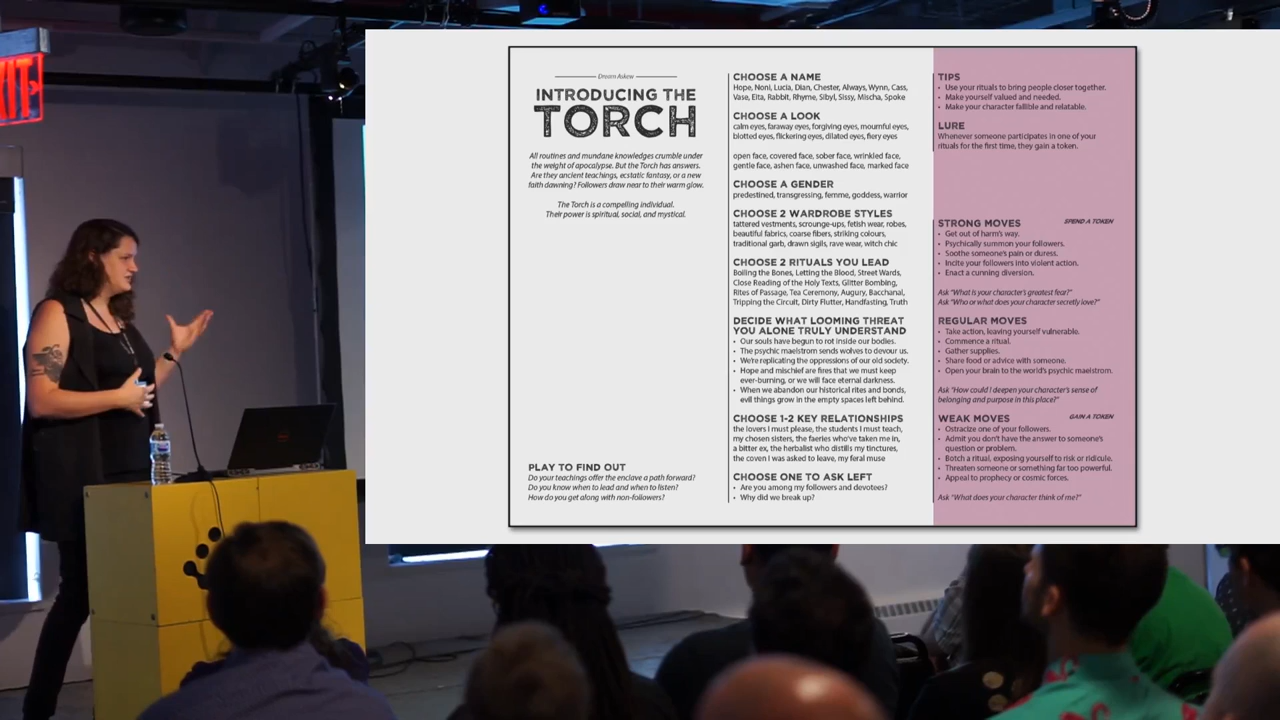 EXIT
Dream Askew
INTRODUCING THE
TORCH
All routines and mundane knowledges crumble under
the weight of apocalypse. But the Torch has answers.
Are they ancient teachings, ecstatic fantasy, or a new
faith dawning? Followers draw near to their warm glow.
The Torch is a compelling individual.
Their power is spiritual, social, and mystical.
PLAY TO FIND OUT
Do your teachings offer the enclave a path forward?
Do you know when to lead and when to listen?
How do you get along with non-followers?
CHOOSE A NAME
Hope, Noni, Lucia, Dian, Chester, Always, Wynn, Cass,
Vase, Eita, Rabbit, Rhyme, Sibyl, Sissy, Mischa, Spoke
CHOOSE A LOOK
calm eyes, faraway eyes, forgiving eyes, mournful eyes,
blotted eyes, flickering eyes, dilated eyes, fiery eyes
open face, covered face, sober face, wrinkled face,
gentle face, ashen face, unwashed face, marked face
CHOOSE A GENDER
predestined, transgressing, femme, goddess, warrior
CHOOSE 2 WARDROBE STYLES
tattered vestments, scrounge-ups, fetish wear, robes,
beautiful fabrics, coarse fibers, striking colours,
traditional garb, drawn sigils, rave wear, witch chic
CHOOSE 2 RITUALS YOU LEAD
Boiling the Bones, Letting the Blood, Street Wards,
Close Reading of the Holy Texts, Glitter Bombing,
Rites of Passage, Tea Ceremony, Augury, Bacchanal,
Tripping the Circuit, Dirty Flutter, Handfasting, Truth
DECIDE WHAT LOOMING THREAT
YOU ALONE TRULY UNDERSTAND
• Our souls have begun to rot inside our bodies.
• The psychic maelstrom sends wolves to devour us.
• We're replicating the oppressions of our old society.
• Hope and mischief are fires that we must keep
ever-burning, or we will face eternal darkness.
• When we abandon our historical rites and bonds,
evil things grow in the empty spaces left behind.
CHOOSE 1-2 KEY RELATIONSHIPS
the lovers I must please, the students I must teach,
my chosen sisters, the faeries who've taken me in,
a bitter ex, the herbalist who distills my tinctures,
the coven I was asked to leave, my feral muse
CHOOSE ONE TO ASK LEFT
• Are you among my followers and devotees?
• Why did we break up?
TIPS
• Use your rituals to bring people closer together.
• Make yourself valued and needed.
• Make your character fallible and relatable.
LURE
Whenever someone participates in one of your
rituals for the first time, they gain a token.
STRONG MOVES SPEND A TOKEN
• Get out of harm's way.
• Psychically summon your followers.
• Soothe someone's pain or duress.
• Incite your followers into violent action.
• Enact a cunning diversion.
Ask "What is your character's greatest fear?"
Ask "Who or what does your character secretly love?"
REGULAR MOVES
• Take action, leaving yourself vulnerable.
• Commence a ritual.
• Gather supplies.
• Share food or advice with someone.
• Open your brain to the world's psychic maelstrom.
Ask "How could I deepen your character's sense of
belonging and purpose in this place?"
WEAK MOVES GAIN A TOKEN
• Ostracize one of your followers.
• Admit you don't have the answer to someone's
question or problem.
• Botch a ritual, exposing yourself to risk or ridicule.
• Threaten someone or something far too powerful.
• Appeal to prophecy or cosmic forces.
Ask "What does your character think of me?"